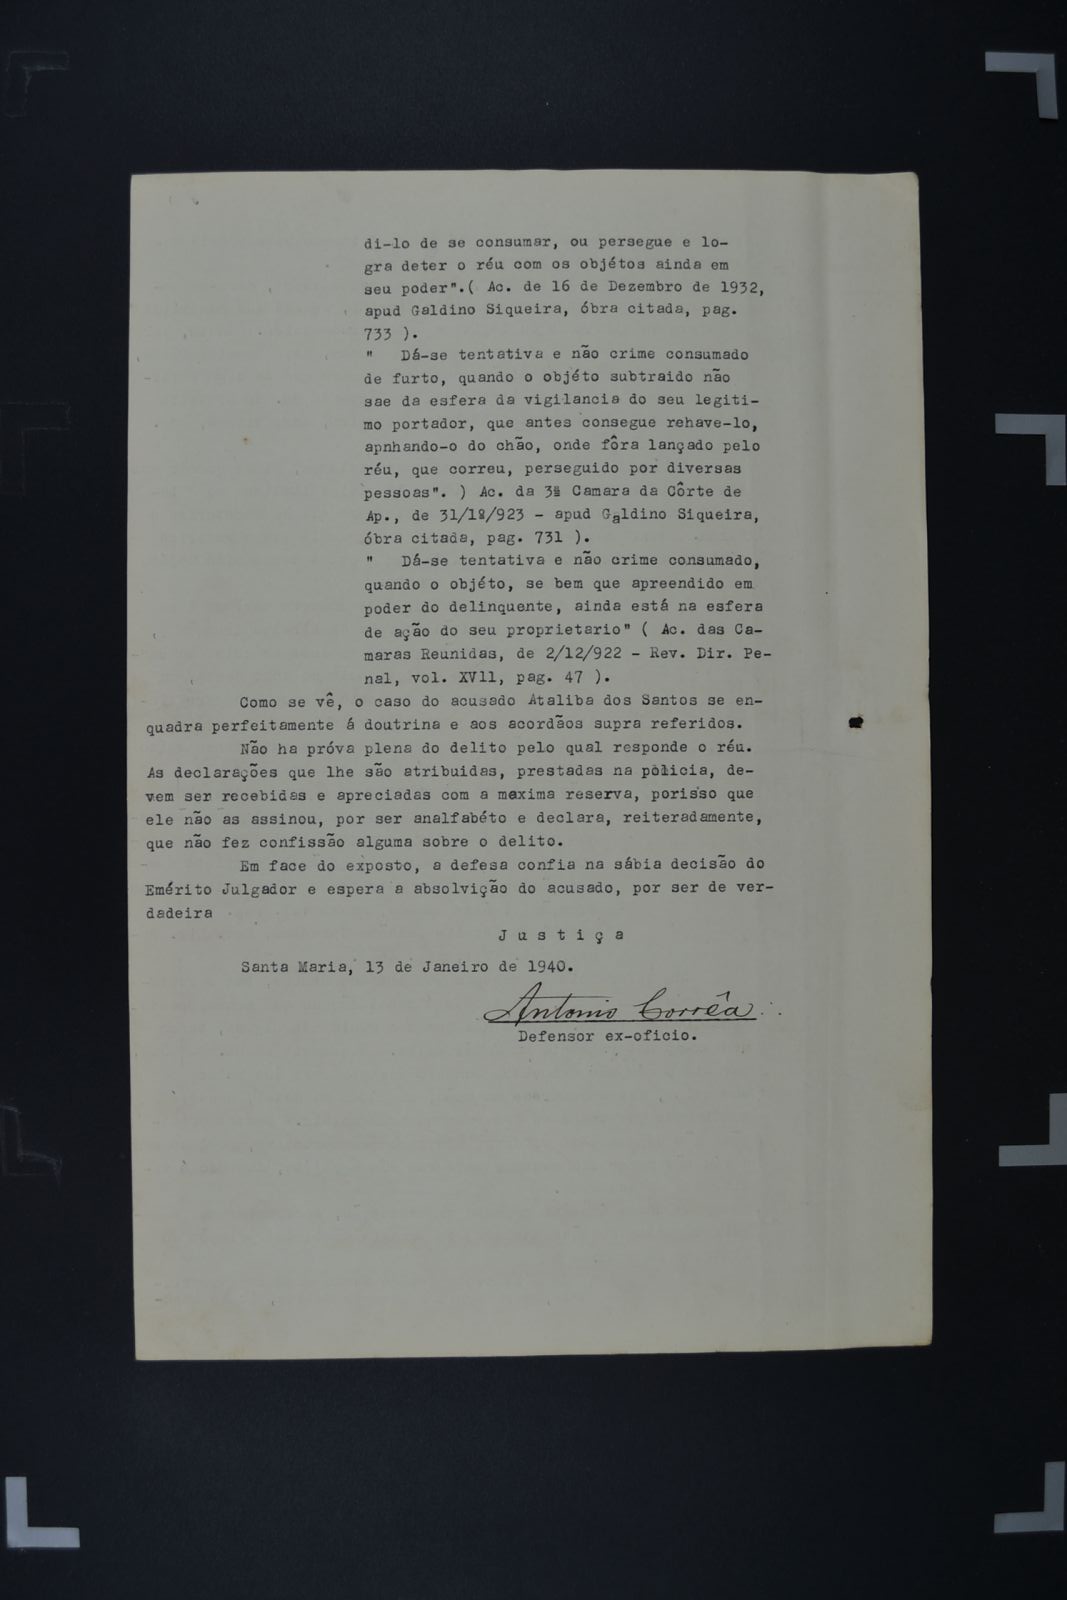 di-lo de se consumar, ou persegue e lo-
gra deter o réu com os objétos ainda em
seu poder".( Ac. de 16 de Dezembro de 1932,
apud Galdino Siqueira, óbra citada, pag.
733 ).
" Dá-se tentativa e não crime consumado
de furto, quando o objéto subtraido não
sae da esfera da vigilancia do seu legiti-
mo portador, que antes consegue rehave-lo,
apnhando-o do chão, onde fôra lançado pelo
réu, que correu, perseguido por diversas
pessoas". ) Ac. da 3ª Camara da Côrte de
Ap., de - apud Galdino Siqueira,
óbra citada, pag. 731 ).
" Dá-se tentativa e não crime consumado,
quando o objéto, se bem que apreendido em
poder do delinquente, ainda está na esfera
de ação do seu proprietario" ( Ac. das Ca-
maras Reunidas, de 2/12/922 - Rev. Dir. Pe-
nal, vol. XVll, pag. 47 ).
Como se vê, o caso do acusado Ataliba dos Santos se en-
quadra perfeitamente á doutrina e aos acordãos supra referidos.
Não ha próva plena do delito pelo qual responde o réu.
As declarações que lhe são atribuidas, prestadas na policia, de-
vem ser recebidas e apreciadas com a maxima reserva, porisso que
ele não as assinou, por ser analfabéto e declara, reiteradamente,
que não fez confissão alguma sobre o delito.
Em face do exposto, a defesa confia na sábia decisão do
Emérito Julgador e espera a absolvição do acusado, por ser de ver-
dadeira
J u s t i ç a
Santa Maria, 13 de Janeiro de 1940.
Antonio Corrêa
Defensor ex-oficio.